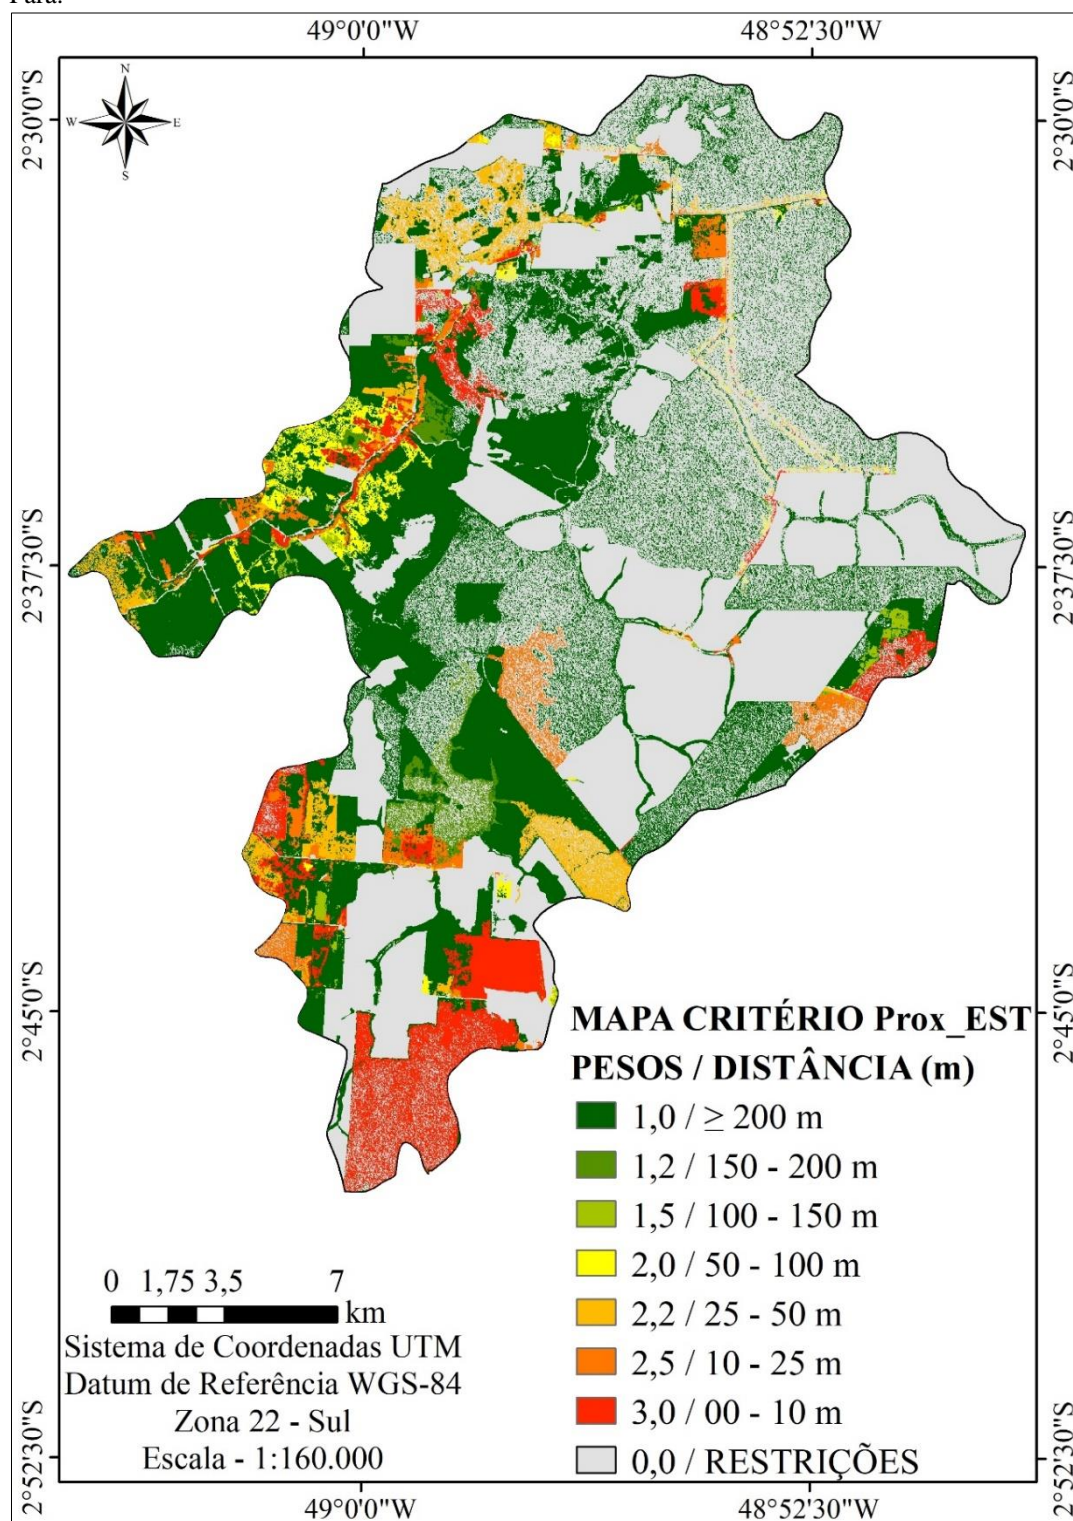 Pará.
49°0'0"W 48°52'30"W
N
W E
S
2°30'0"S 2°30'0"S
2°37'30"S 2°37'30"S
2°45'0"S 2°45'0"S
MAPA CRITÉRIO Prox_EST
PESOS / DISTÂNCIA (m)
1,0 / ≥ 200 m
1,2 / 150 - 200 m
1,5 / 100 - 150 m
2,0 / 50 - 100 m
2,2 / 25 - 50 m
2,5 / 10 - 25 m
3,0 / 00 - 10 m
0,0 / RESTRIÇÕES
0 1,75 3,5 7
km
Sistema de Coordenadas UTM
Datum de Referência WGS-84
Zona 22 - Sul
Escala - 1:160.000
2°52'30"S 2°52'30"S
49°0'0"W 48°52'30"W